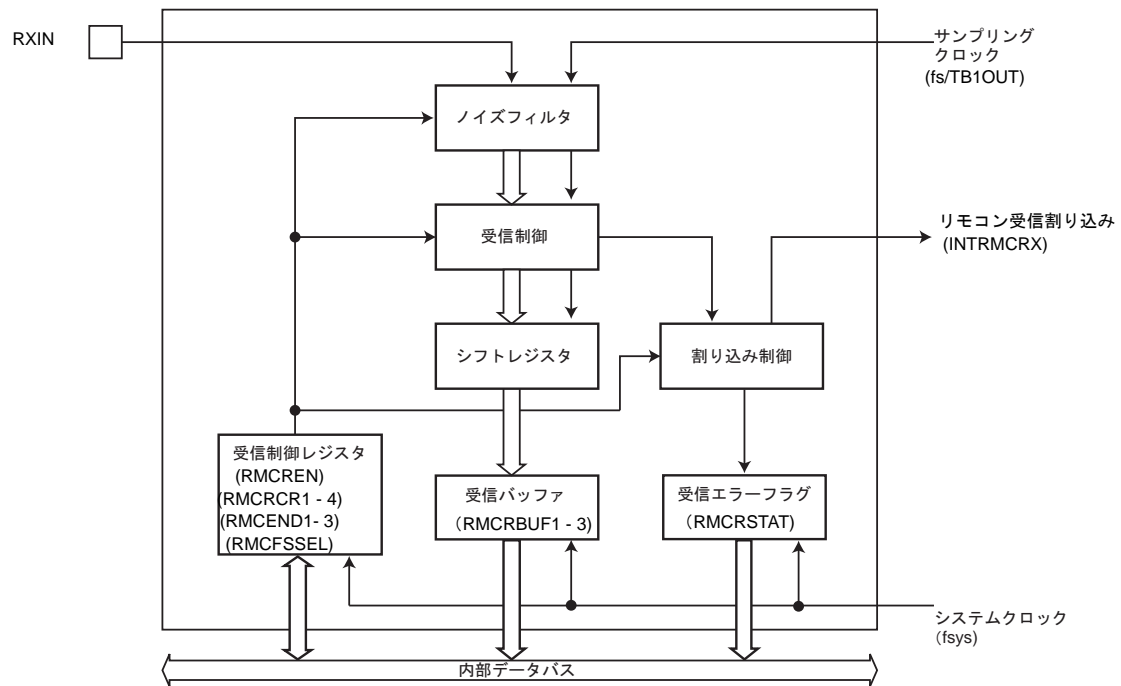 RXIN
サンプリング
クロック
(fs/TB1OUT)
ノイズフィルタ
受信制御
リモコン受信割り込み
(INTRMCRX)
シフトレジスタ
割り込み制御
受信制御レジスタ
(RMCREN)
(RMCRCR1 - 4)
(RMCEND1- 3)
(RMCFSSEL)
受信バッファ
（RMCRBUF1 - 3)
受信エラーフラグ
(RMCRSTAT)
システムクロック
(fsys)
内部データバス